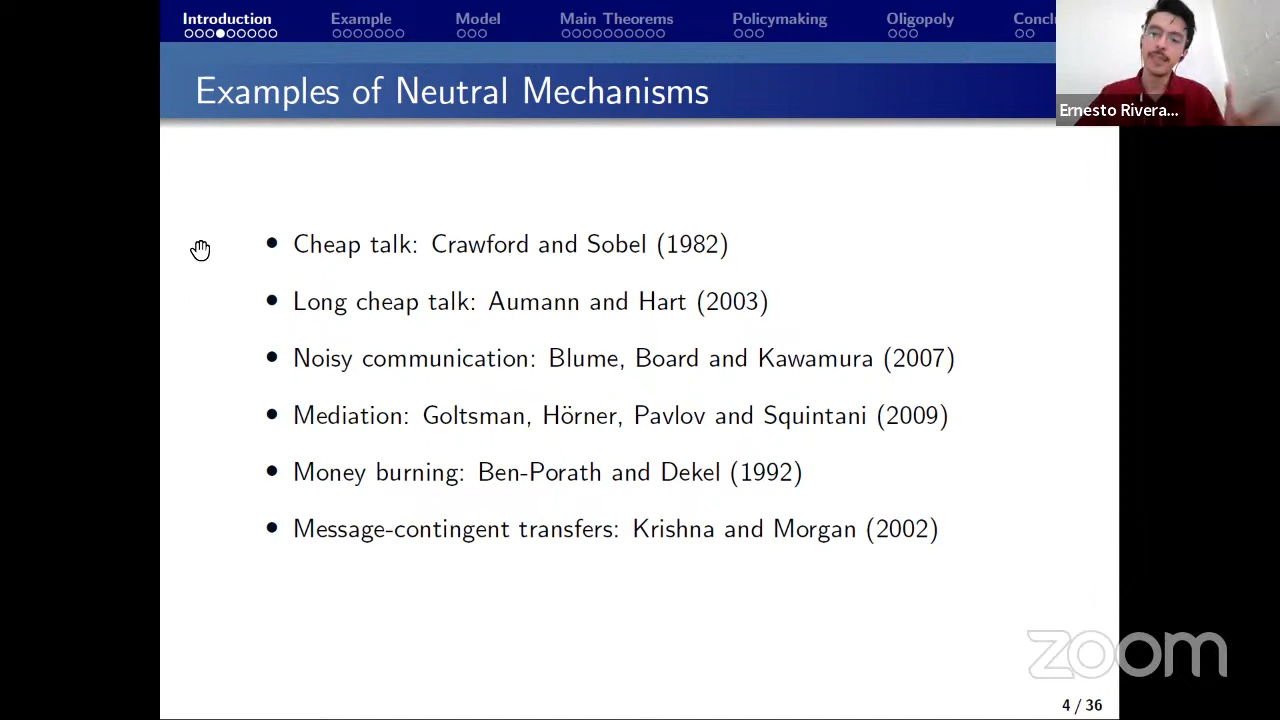 Introduction Example Model Main Theorems Policymaking Oligopoly Concl
Examples of Neutral Mechanisms
Ernesto Rivera...
• Cheap talk: Crawford and Sobel (1982)
• Long cheap talk: Aumann and Hart (2003)
• Noisy communication: Blume, Board and Kawamura (2007)
• Mediation: Goltsman, Hörner, Pavlov and Squintani (2009)
• Money burning: Ben-Porath and Dekel (1992)
• Message-contingent transfers: Krishna and Morgan (2002)
zoom
4 / 36